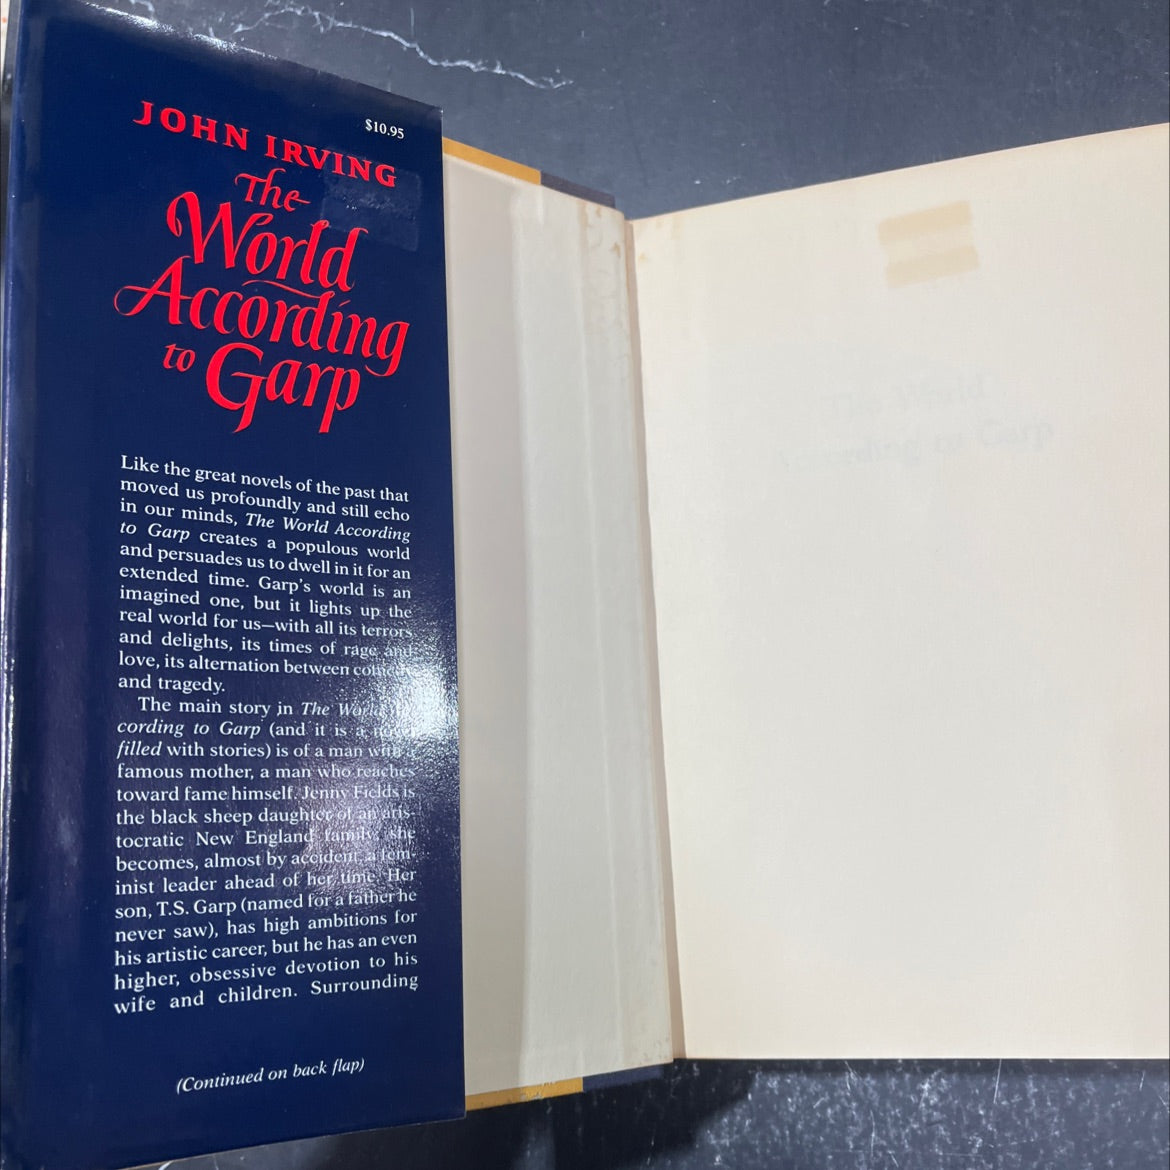 $10.95
JOHN IRVING
The
World
According
to Garp
Like the great novels of the past that
moved us profoundly and still echo
in our minds, The World According
to Garp creates a populous world
and persuades us to dwell in it for an
extended time. Garp's world is an
imagined one, but it lights up the
real world for us—with all its terrors
and delights, its times of rage and
love, its alternation between comedy
and tragedy.
The main story in The World
cording to Garp (and it is a novel
filled with stories) is of a man with
famous mother, a man who reaches
toward fame himself. Jenny Fields is
the black sheep daughter of an aris-
tocratic New England family; she
becomes, almost by accident, a fem-
inist leader ahead of her time. Her
son, T.S. Garp (named for a father he
never saw), has high ambitions for
his artistic career, but he has an even
higher, obsessive devotion to his
wife and children. Surrounding
(Continued on back flap)
The World
According to Garp